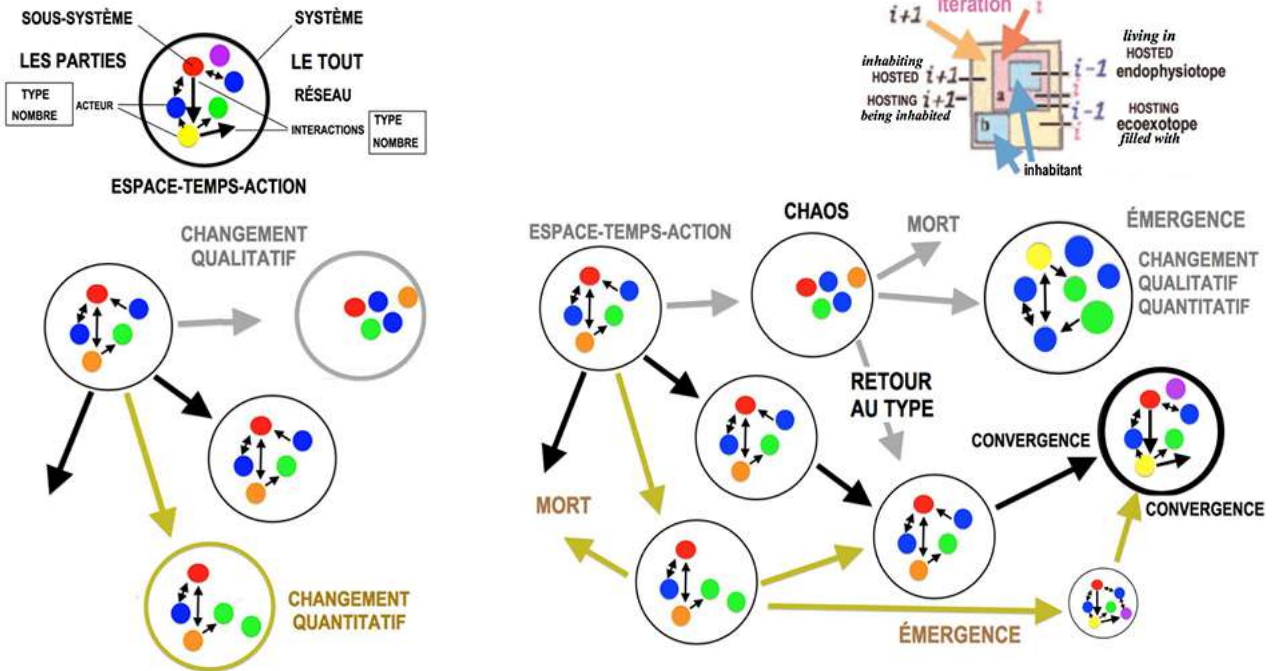 SOUS-SYSTÈME
SYSTÈME
LES PARTIES
LE TOUT
RÉSEAU
TYPE
NOMBRE
ACTEUR
INTERACTIONS
TYPE
NOMBRE
ESPACE-TEMPS-ACTION
i+1
Iteration
i
inhabiting
HOSTED i+1
HOSTING i+1
being inhabited
a
b
living in
HOSTED
i-1 endophysiotope
i
i-1 HOSTING
i ecoexotope
filled with
inhabitant
CHANGEMENT
QUALITATIF
CHANGEMENT
QUANTITATIF
ESPACE-TEMPS-ACTION
CHAOS
MORT
ÉMERGENCE
CHANGEMENT
QUALITATIF
QUANTITATIF
RETOUR
AU TYPE
CONVERGENCE
CONVERGENCE
MORT
ÉMERGENCE